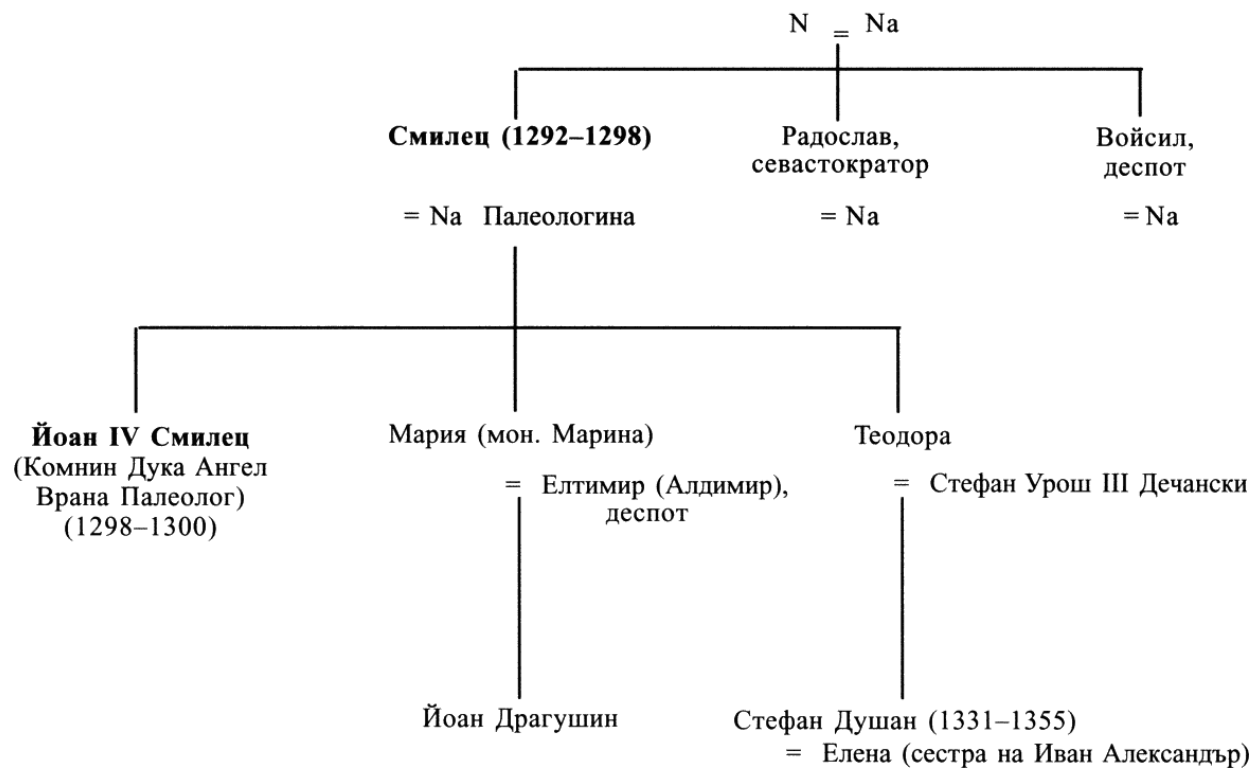 N = Na
Смилец (1292–1298)
Радослав,
севастократор
Войсил,
деспот
= Na Палеологина
= Na
= Na
Йоан IV Смилец
(Комнин Дука Ангел
Врана Палеолог)
(1298–1300)
Мария (мон. Марина)
= Елтимир (Алдимир),
деспот
Теодора
= Стефан Урош III Дечански
Йоан Драгушин
Стефан Душан (1331–1355)
= Елена (сестра на Иван Александър)